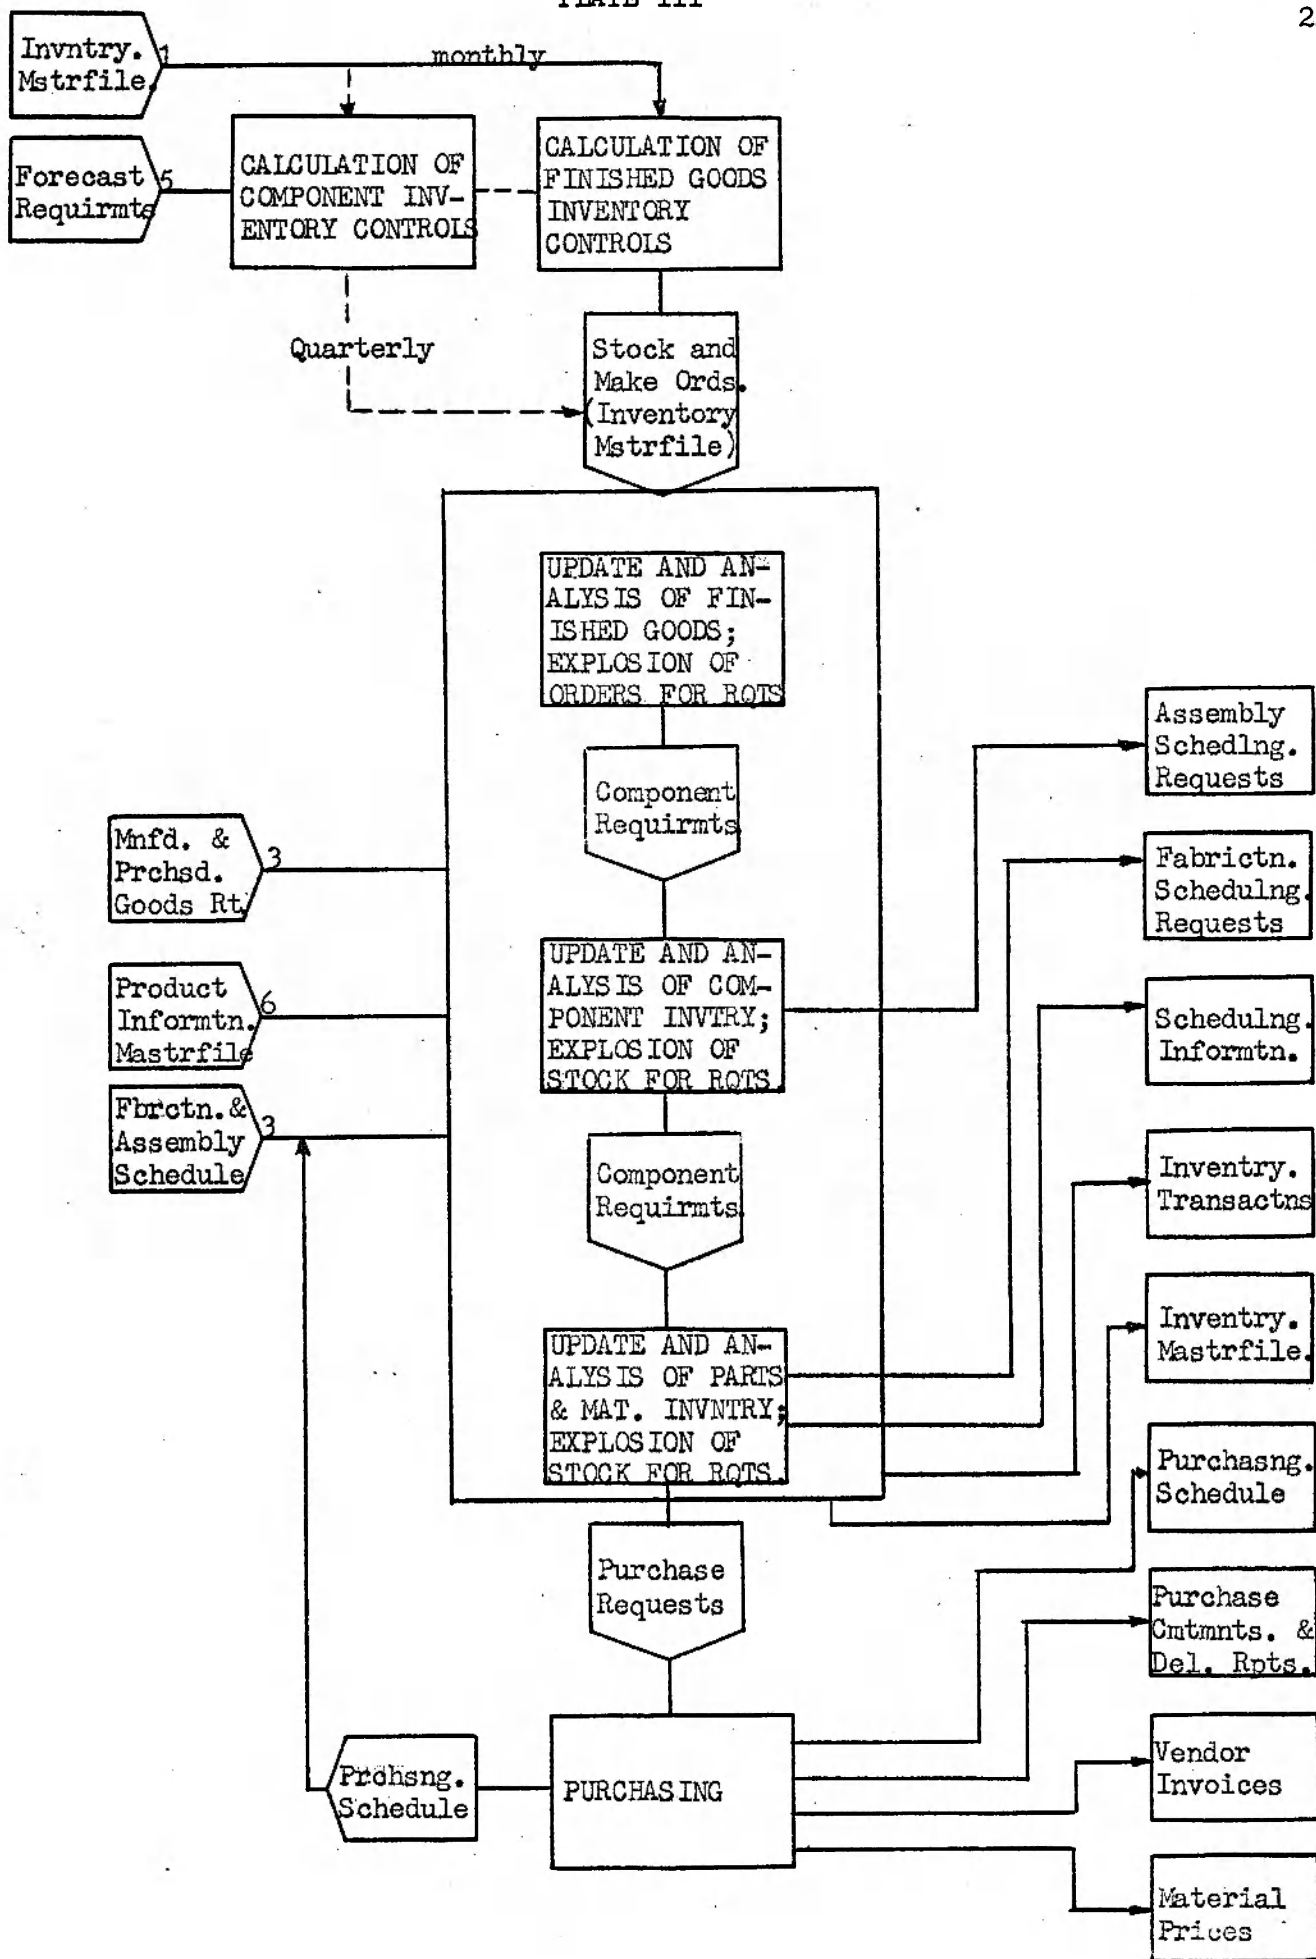 PLATE III
2
Invntry.
Mstrfile.
1
monthly
Forecast
Requirmts
5
CALCULATION OF
COMPONENT INV-
ENTORY CONTROLS
CALCULATION OF
FINISHED GOODS
INVENTORY
CONTROLS
Quarterly
Stock and
Make Ords.
(Inventory
Mstrfile)
UPDATE AND AN-
ALYSIS OF FIN-
ISHED GOODS;
EXPLOSION OF
ORDERS FOR RQTS
Component
Requirmts
Mnfd. &
Prchsd.
Goods Rt
3
Product
Informtn.
Mastrfile
6
Fbrctn. &
Assembly
Schedule
3
UPDATE AND AN-
ALYSIS OF COM-
PONENT INVTRY;
EXPLOSION OF
STOCK FOR RQTS.
Component
Requirmts.
UPDATE AND AN-
ALYSIS OF PARTS
& MAT. INVNTRY;
EXPLOSION OF
STOCK FOR RQTS.
Purchase
Requests
Prchsng.
Schedule
PURCHASING
Assembly
Schedlng.
Requests
Fabrictn.
Schedulng.
Requests
Schedulng.
Informtn.
Inventry.
Transactns
Inventry.
Mastrfile.
Purchasng.
Schedule
Purchase
Cmtmnts. &
Del. Rpts.
Vendor
Invoices
Material
Prices